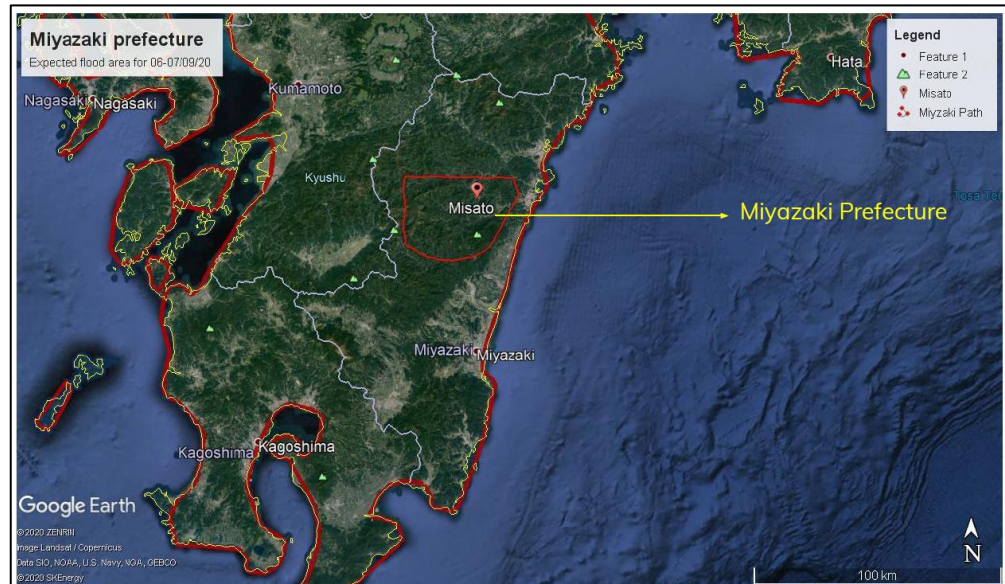 Miyazaki prefecture
Expected flood area for 06-07/09/20
Legend
Feature 1
Feature 2
Misato
Miyzaki Path
Hata
Nagasaki
Nagasaki
Kumamoto
Kyushu
Misato
Miyazaki Prefecture
Miyazaki
Miyazaki
Kagoshima
Kagoshima
Google Earth
©2020 ZENRIN
Image Landsat / Copernicus
Data SIO, NOAA, U.S. Navy, NGA, GEBCO
©2020 SKEnergy
N
100 km